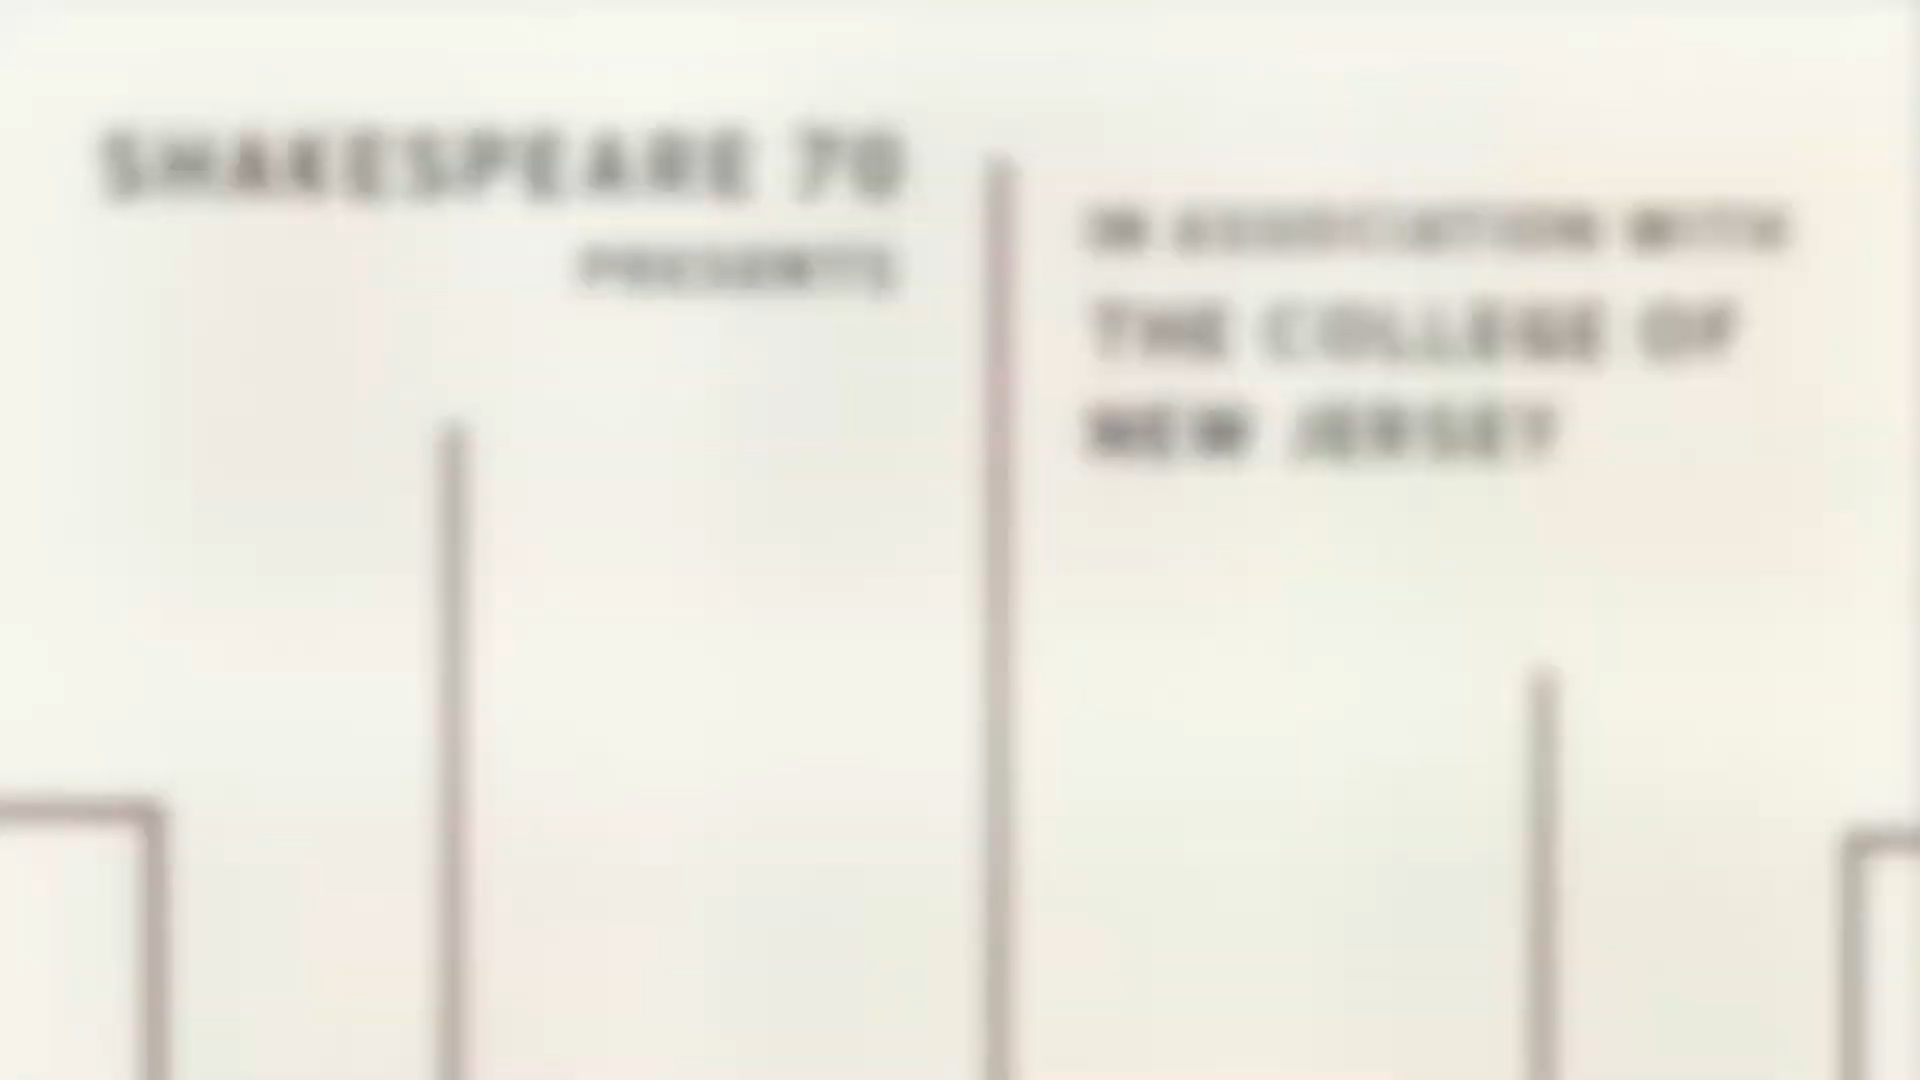 SHAKESPEARE 70
PRESENTS
IN ASSOCIATION WITH
THE COLLEGE OF
NEW JERSEY